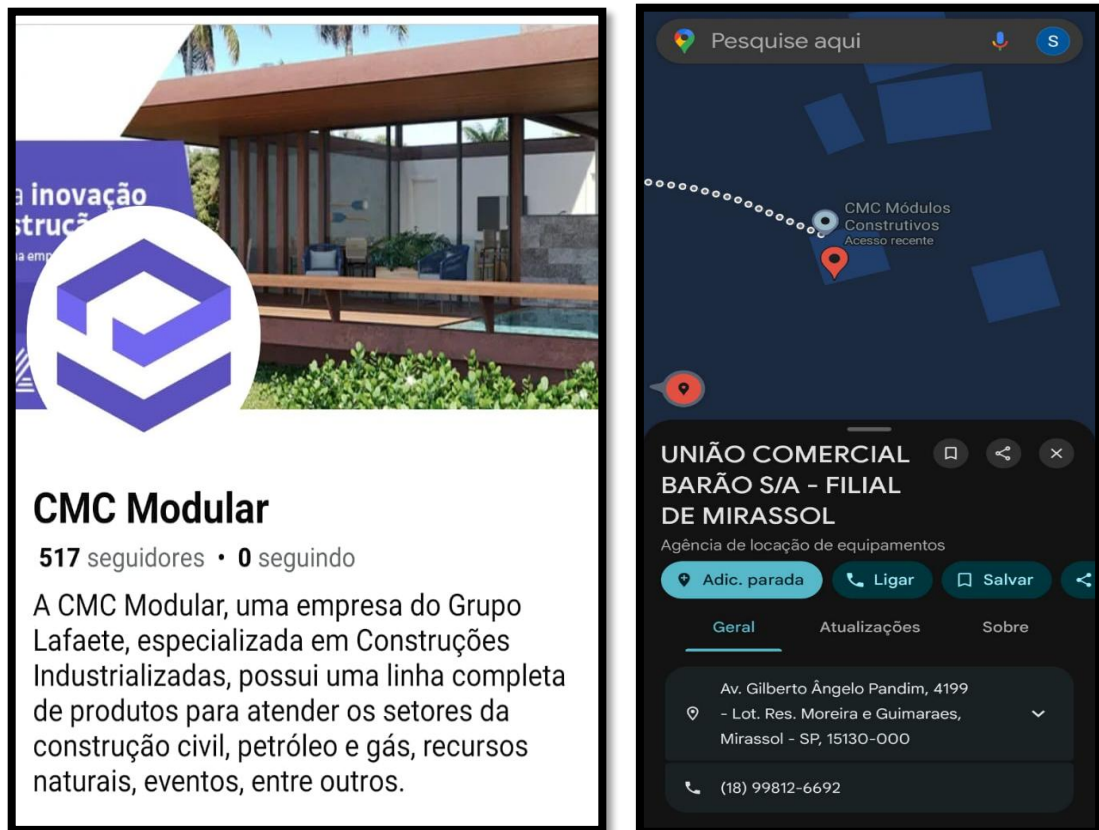 a inovação
CMC Modular
517 seguidores • 0 seguindo
A CMC Modular, uma empresa do Grupo
Lafaete, especializada em Construções
Industrializadas, possui uma linha completa
de produtos para atender os setores da
construção civil, petróleo e gás, recursos
naturais, eventos, entre outros.
Pesquise aqui
S
CMC Módulos
Construtivos
Acesso recente
UNIÃO COMERCIAL
BARÃO S/A - FILIAL
DE MIRASSOL
Agência de locação de equipamentos
Adic. parada
Ligar
Salvar
Geral
Atualizações
Sobre
Av. Gilberto Ângelo Pandim, 4199
- Lot. Res. Moreira e Guimaraes,
Mirassol - SP, 15130-000
(18) 99812-6692